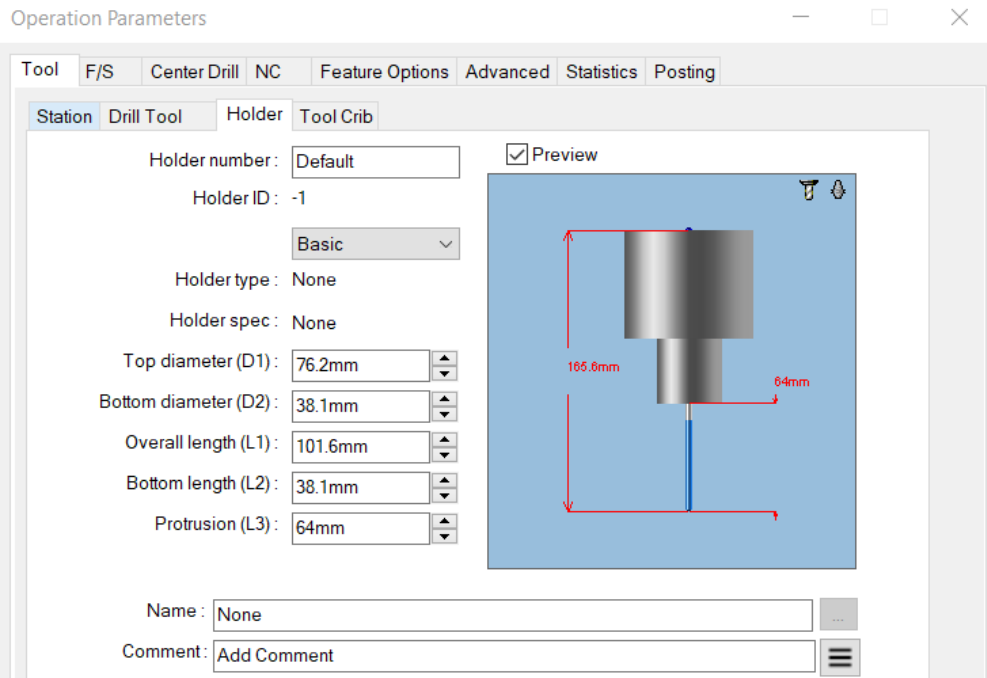 Operation Parameters
Tool F/S Center Drill NC Feature Options Advanced Statistics Posting
Station Drill Tool Holder Tool Crib
Holder number : Default
Preview
Holder ID : -1
Basic
Holder type : None
Holder spec : None
Top diameter (D1) : 76.2mm
Bottom diameter (D2) : 38.1mm
Overall length (L1) : 101.6mm
Bottom length (L2) : 38.1mm
Protrusion (L3) : 64mm
165.6mm
64mm
Name : None
...
Comment : Add Comment